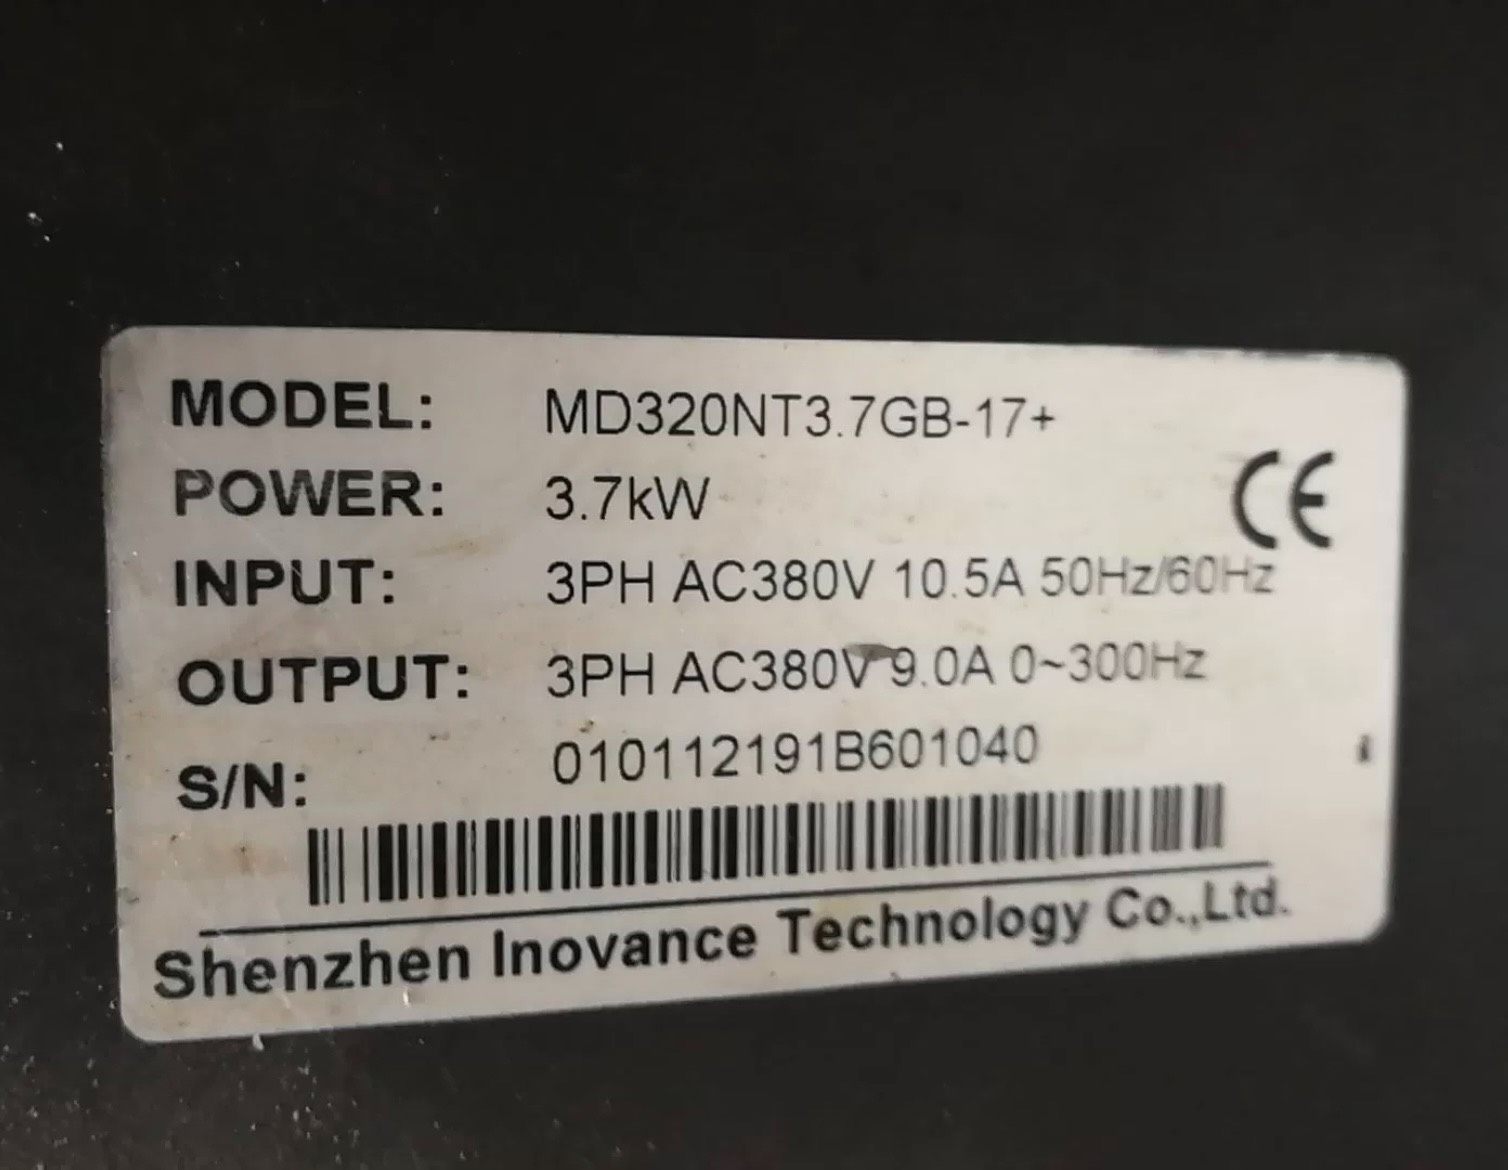 MODEL: MD320NT3.7GB-17+
POWER: 3.7kW
CE
INPUT: 3PH AC380V 10.5A 50Hz/60Hz
OUTPUT: 3PH AC380V 9.0A 0~300Hz
S/N: 010112191B601040
Shenzhen Inovance Technology Co.,Ltd.